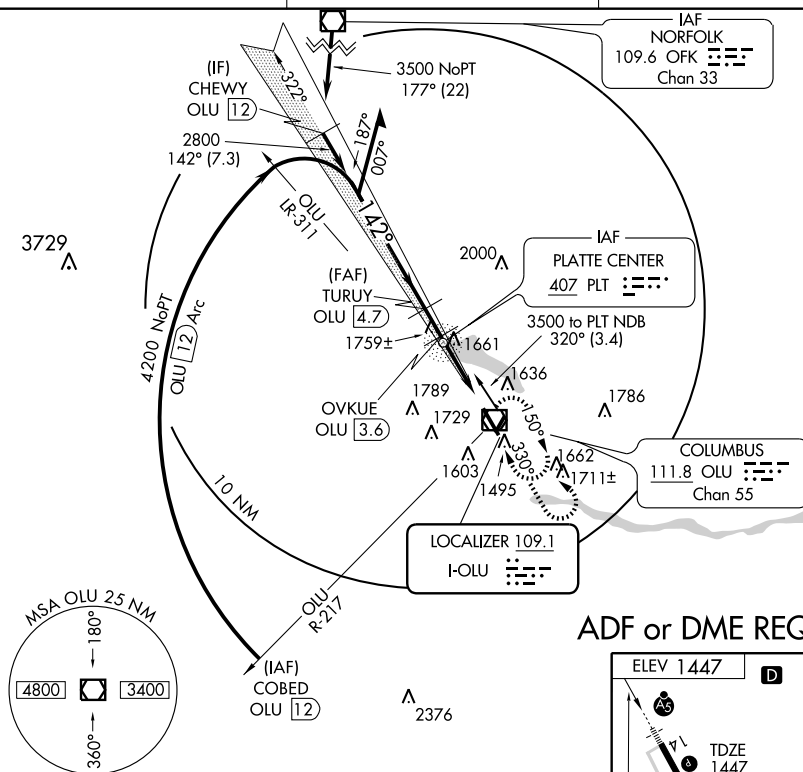 IAF
NORFOLK
109.6 OFK
Chan 33
3500 NoPT
177° (22)
(IF)
CHEWY
OLU 12
322°
2800
142° (7.3)
187°
007°
OLU
LR-311
142°
3729
2000
IAF
PLATTE CENTER
407 PLT
(FAF)
TURUY
OLU 4.7
4200 NoPT
OLU 12 Arc
1759±
1661
3500 to PLT NDB
320° (3.4)
1636
1789
1786
OVKUE
OLU 3.6
1729
150°
330°
1603
1495
1662
1711±
COLUMBUS
111.8 OLU
Chan 55
10 NM
LOCALIZER 109.1
I-OLU
OLU
R-217
MSA OLU 25 NM
180°
4800
3400
360°
(IAF)
COBED
OLU 12
2376
ADF or DME REQ
ELEV 1447
D
A5
14
TDZE
1447
P